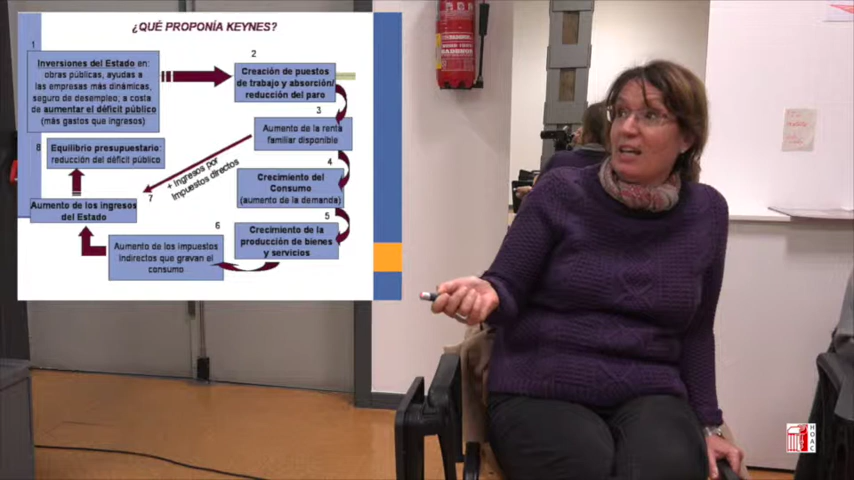 ¿QUÉ PROPONÍA KEYNES?
1
Inversiones del Estado en:
obras públicas, ayudas a
las empresas más dinámicas,
seguro de desempleo; a costa
de aumentar el déficit público
(más gastos que ingresos)
2
Creación de puestos
de trabajo y absorción/
reducción del paro
3
Aumento de la renta
familiar disponible
4
Crecimiento del
Consumo
(aumento de la demanda)
5
Crecimiento de la
producción de bienes
y servicios
6
Aumento de los impuestos
indirectos que gravan el
consumo
7
+ Ingresos por
impuestos directos
Aumento de los ingresos
del Estado
8
Equilibrio presupuestario:
reducción del déficit público
HOAC